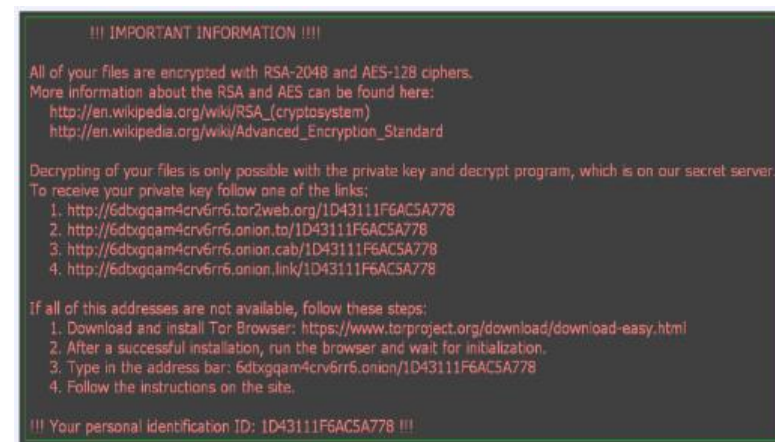 !!! IMPORTANT INFORMATION !!!!
All of your files are encrypted with RSA-2048 and AES-128 ciphers.
More information about the RSA and AES can be found here:
http://en.wikipedia.org/wiki/RSA_(cryptosystem)
http://en.wikipedia.org/wiki/Advanced_Encryption_Standard
Decrypting of your files is only possible with the private key and decrypt program, which is on our secret server.
To receive your private key follow one of the links:
1. http://6dtxgqam4crv6rr6.tor2web.org/1D43111F6AC5A778
2. http://6dtxgqam4crv6rr6.onion.to/1D43111F6AC5A778
3. http://6dtxgqam4crv6rr6.onion.cab/1D43111F6AC5A778
4. http://6dtxgqam4crv6rr6.onion.link/1D43111F6AC5A778
If all of this addresses are not available, follow these steps:
1. Download and install Tor Browser: https://www.torproject.org/download/download-easy.html
2. After a successful installation, run the browser and wait for initialization.
3. Type in the address bar: 6dtxgqam4crv6rr6.onion/1D43111F6AC5A778
4. Follow the instructions on the site.
!!! Your personal identification ID: 1D43111F6AC5A778 !!!